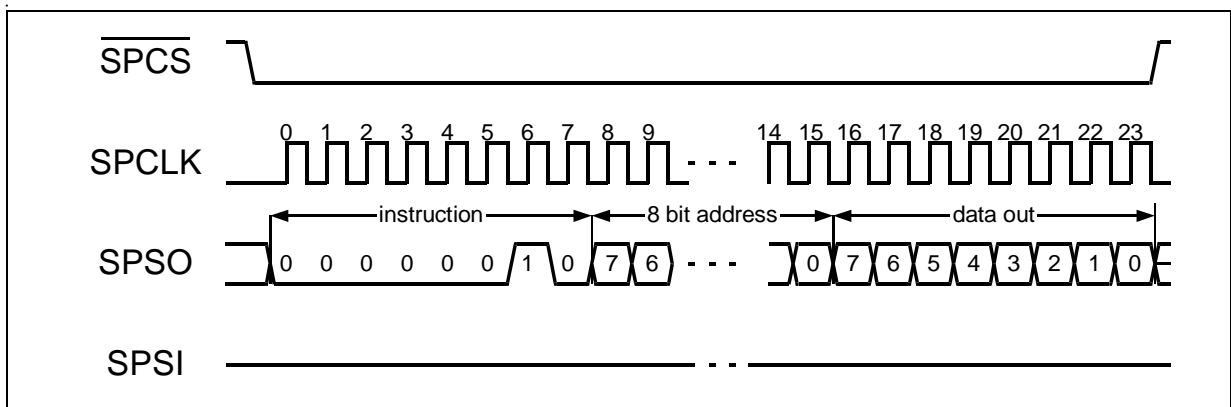 SPCS
0 1 2 3 4 5 6 7 8 9 14 15 16 17 18 19 20 21 22 23
SPCLK
instruction 8 bit address data out
SPSO 0 0 0 0 0 0 1 0 7 6 0 7 6 5 4 3 2 1 0
SPSI